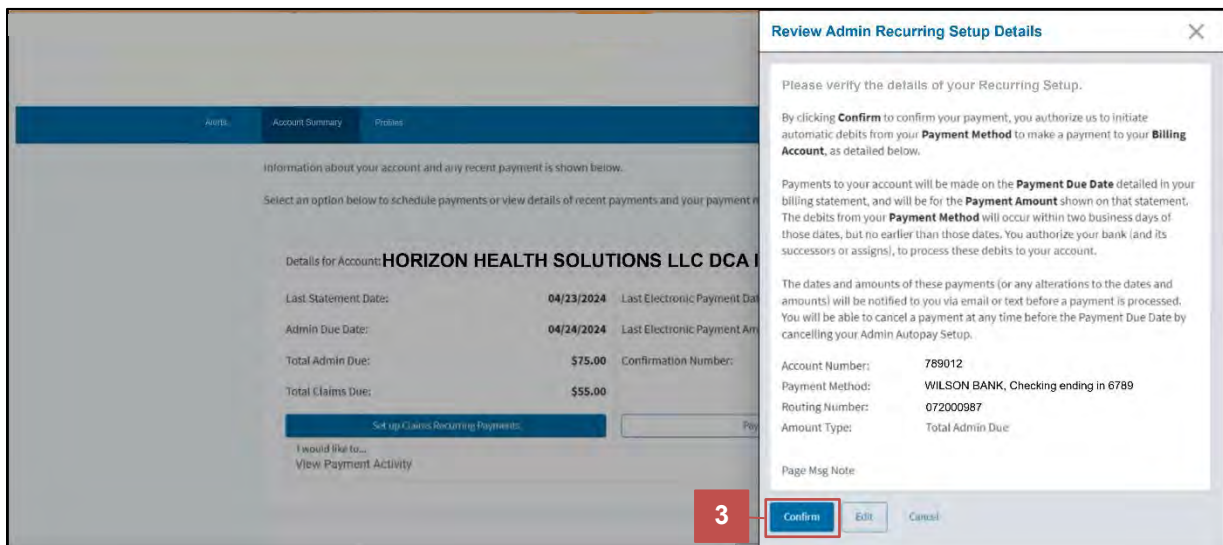 Alerts
Account Summary
Profiles
Information about your account and any recent payment is shown below.
Select an option below to schedule payments or view details of recent payments and your payment
Details for Account: HORIZON HEALTH SOLUTIONS LLC DCA
Last Statement Date: 04/23/2024 Last Electronic Payment Dat
Admin Due Date: 04/24/2024 Last Electronic Payment Am
Total Admin Due: $75.00 Confirmation Number:
Total Claims Due: $55.00
Set up Claims Recurring Payments
Pay
I would like to...
View Payment Activity
Review Admin Recurring Setup Details
Please verify the details of your Recurring Setup.
By clicking Confirm to confirm your payment, you authorize us to initiate
automatic debits from your Payment Method to make a payment to your Billing
Account, as detailed below.
Payments to your account will be made on the Payment Due Date detailed in your
billing statement, and will be for the Payment Amount shown on that statement.
The debits from your Payment Method will occur within two business days of
those dates, but no earlier than those dates. You authorize your bank (and its
successors or assigns), to process these debits to your account.
The dates and amounts of these payments (or any alterations to the dates and
amounts) will be notified to you via email or text before a payment is processed.
You will be able to cancel a payment at any time before the Payment Due Date by
cancelling your Admin Autopay Setup.
Account Number: 789012
Payment Method: WILSON BANK, Checking ending in 6789
Routing Number: 072000987
Amount Type: Total Admin Due
Page Msg Note
3
Confirm
Edit
Cancel